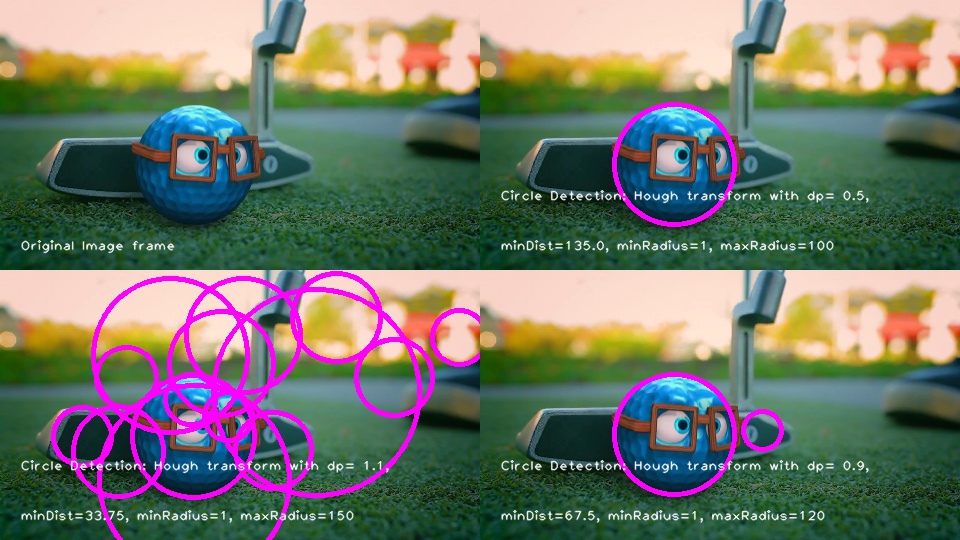 Original Image frame
Circle Detection: Hough transform with dp= 0.5,
minDist=135.0, minRadius=1, maxRadius=100
Circle Detection: Hough transform with dp= 1.1,
minDist=33.75, minRadius=1, maxRadius=150
Circle Detection: Hough transform with dp= 0.9,
minDist=67.5, minRadius=1, maxRadius=120